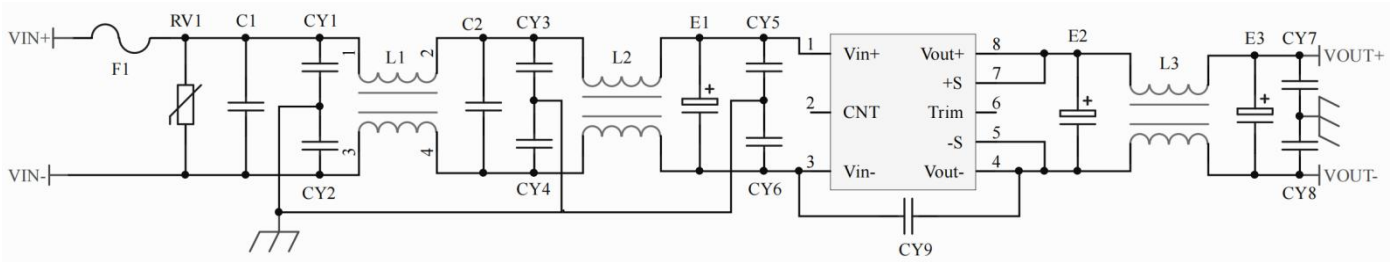 VIN+
F1
RV1
C1
CY1
1
L1
2
C2
CY3
L2
E1
CY5
1
Vin+
Vout+
8
E2
L3
E3
CY7
VOUT+
+S
7
+
+
+
2
CNT
Trim
6
-S
5
VIN-
3
4
CY2
CY4
CY6
3
Vin-
Vout-
4
CY8
VOUT-
CY9